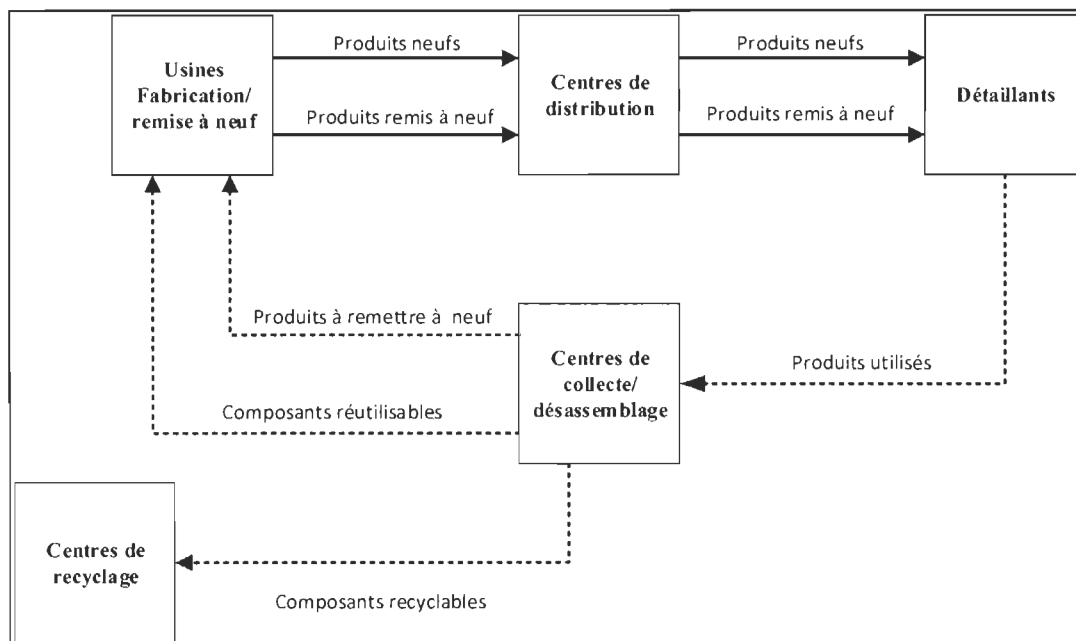 Usines
Fabrication/
remise à neuf
Produits neufs
Produits remis à neuf
Centres de
distribution
Produits neufs
Produits remis à neuf
Détaillants
Produits à remettre à neuf
Composants réutilisables
Centres de
collecte/
désassemblage
Produits utilisés
Centres de
recyclage
Composants recyclables